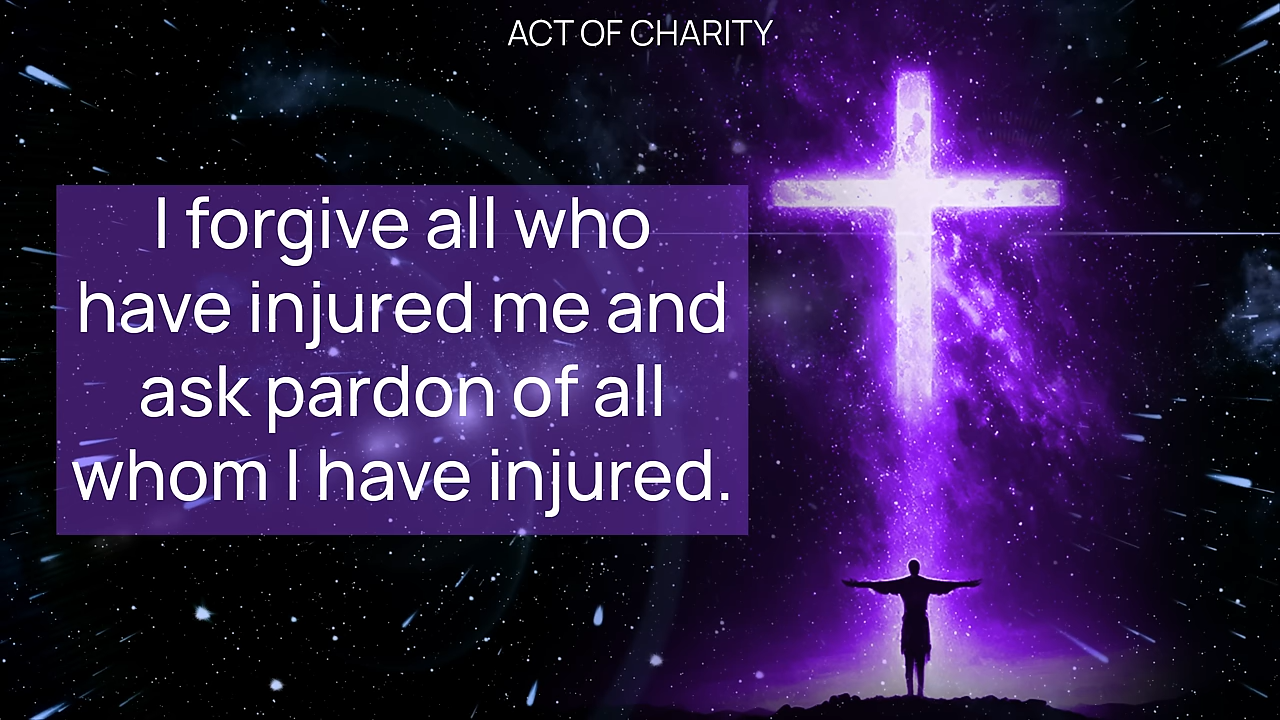 ACT OF CHARITY
I forgive all who
have injured me and
ask pardon of all
whom I have injured.